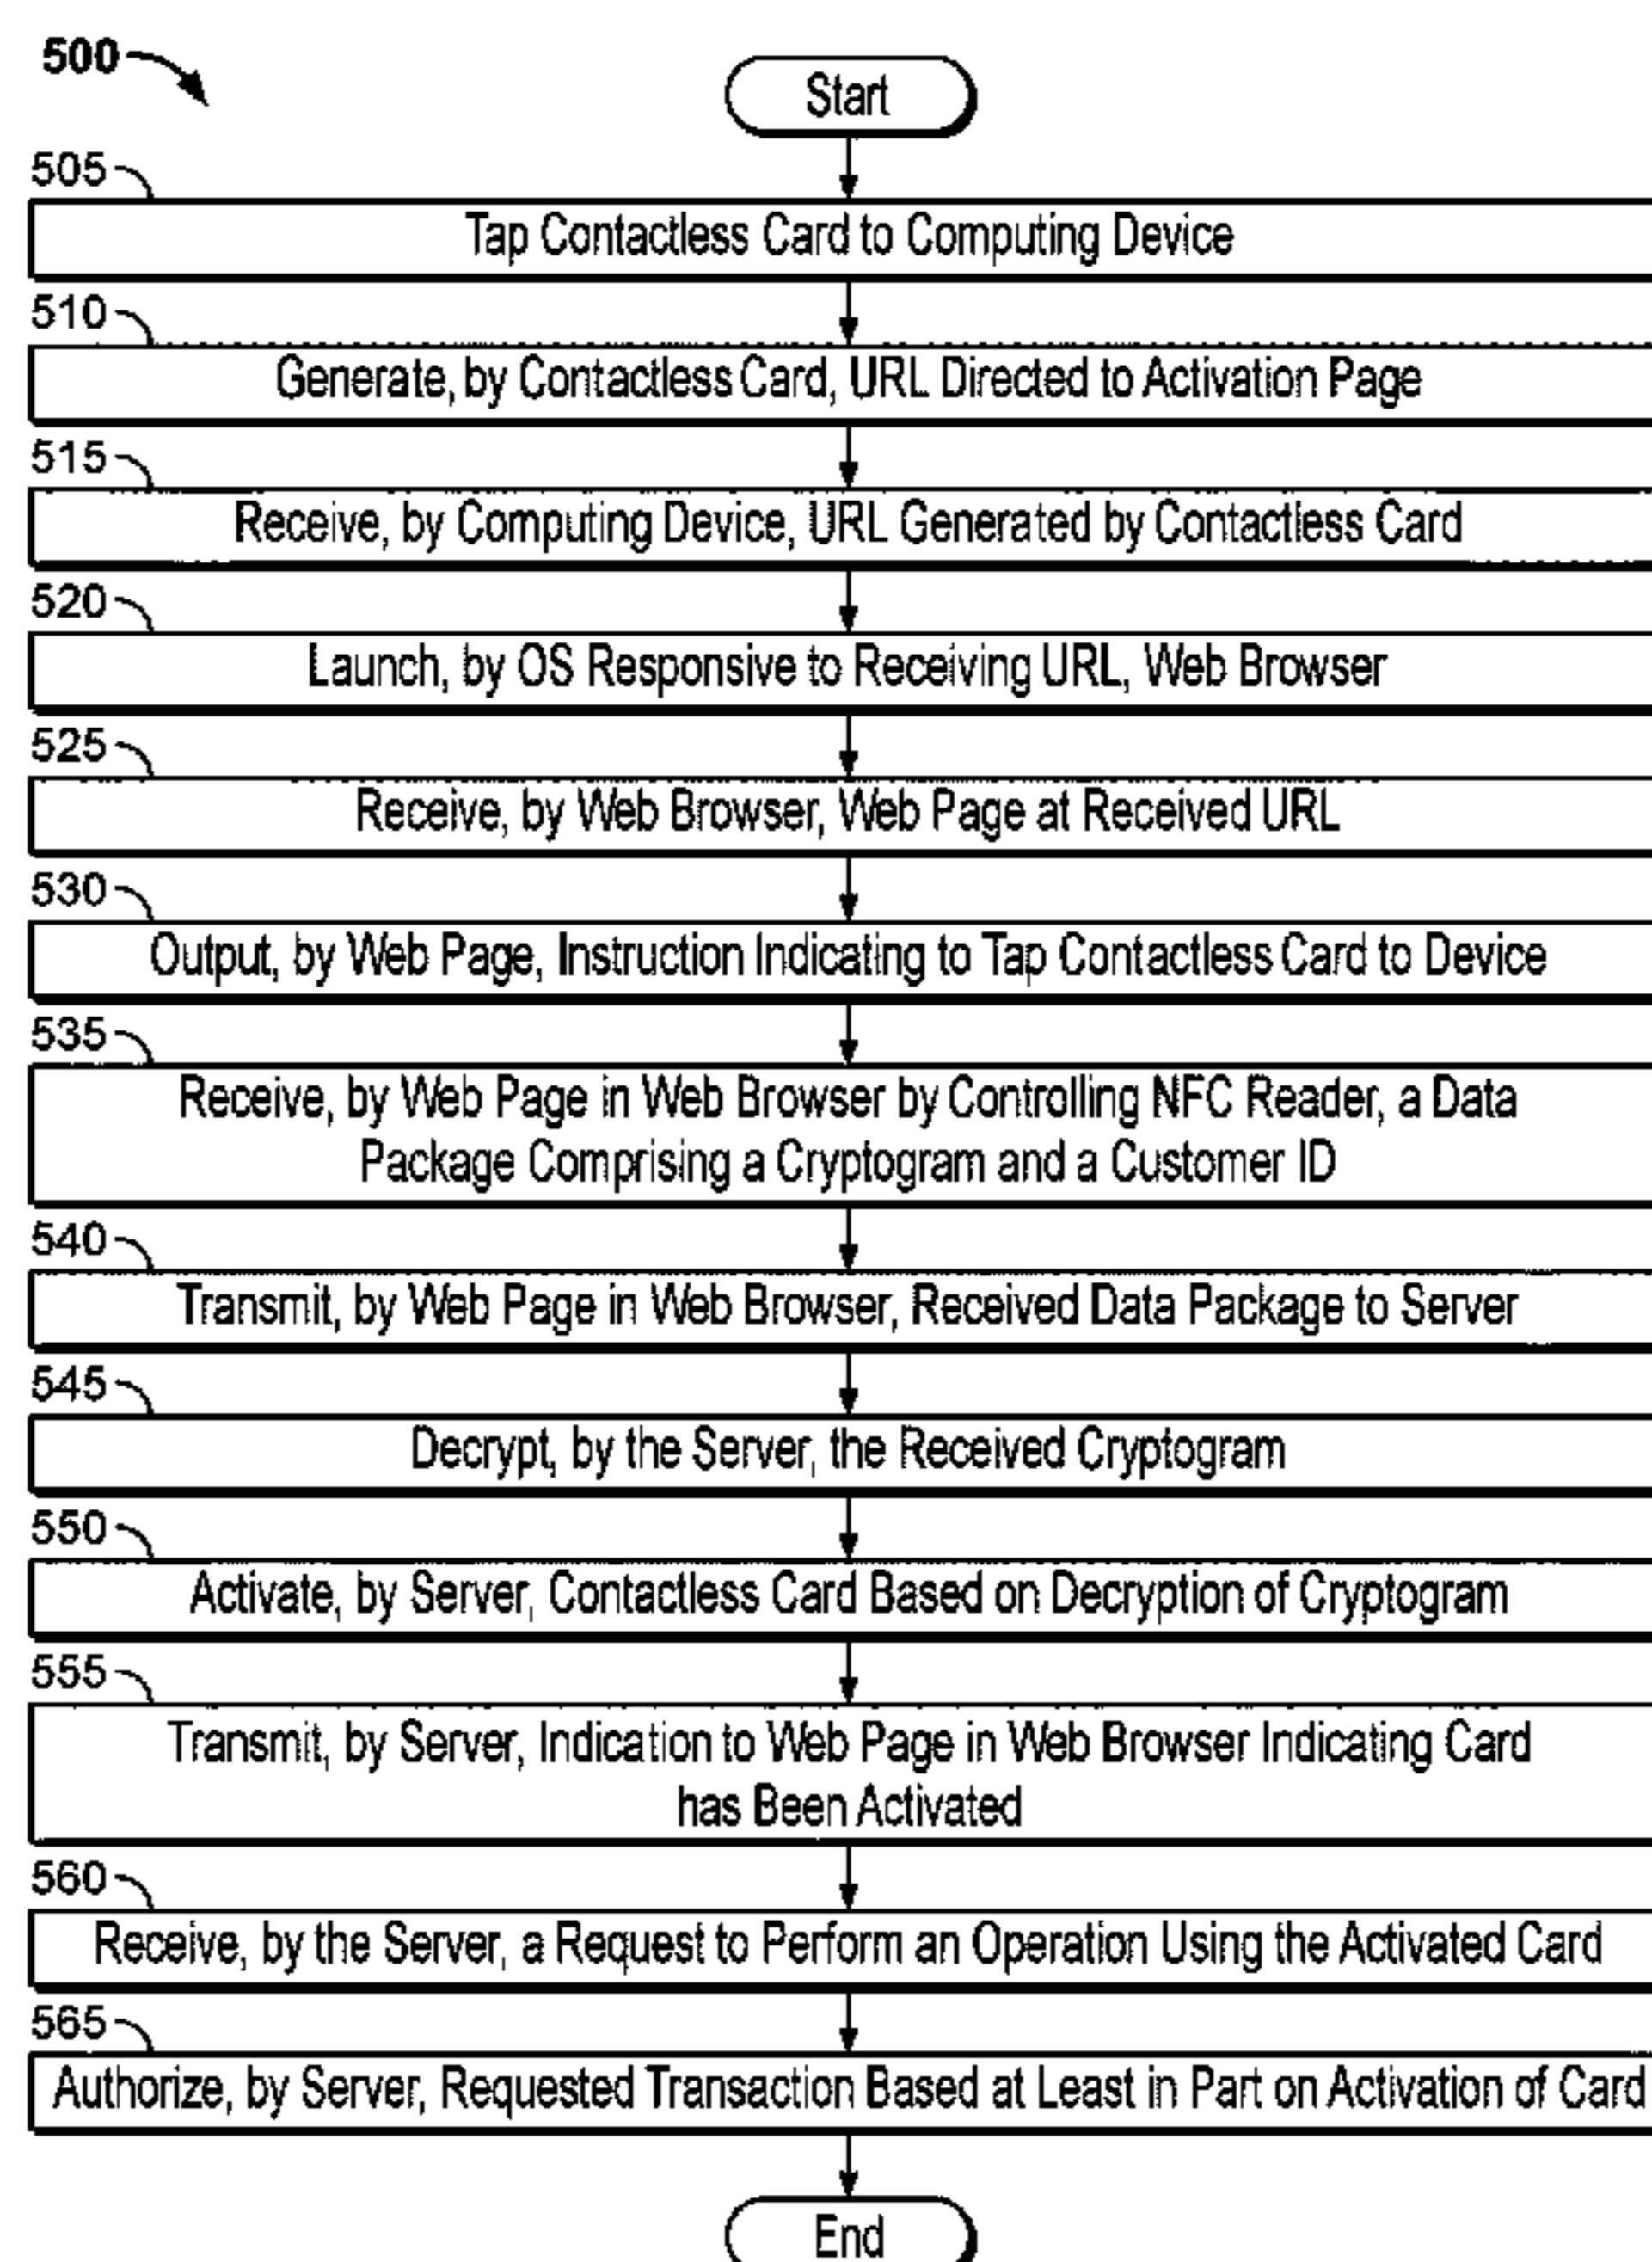 500
Start
505
Tap Contactless Card to Computing Device
510
Generate, by Contactless Card, URL Directed to Activation Page
515
Receive, by Computing Device, URL Generated by Contactless Card
520
Launch, by OS Responsive to Receiving URL, Web Browser
525
Receive, by Web Browser, Web Page at Received URL
530
Output, by Web Page, Instruction Indicating to Tap Contactless Card to Device
535
Receive, by Web Page in Web Browser by Controlling NFC Reader, a Data
Package Comprising a Cryptogram and a Customer ID
540
Transmit, by Web Page in Web Browser, Received Data Package to Server
545
Decrypt, by the Server, the Received Cryptogram
550
Activate, by Server, Contactless Card Based on Decryption of Cryptogram
555
Transmit, by Server, Indication to Web Page in Web Browser Indicating Card
has Been Activated
560
Receive, by the Server, a Request to Perform an Operation Using the Activated Card
565
Authorize, by Server, Requested Transaction Based at Least in Part on Activation of Card
End